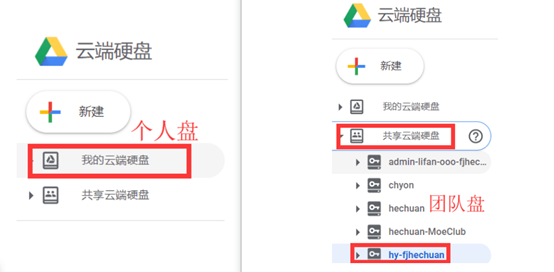 云端硬盘
新建
个人盘
我的云端硬盘
共享云端硬盘
云端硬盘
新建
我的云端硬盘
共享云端硬盘
admin-lifan-ooo-fjhec...
chyon
hechuan
团队盘
hechuan-MoeClub
hy-fjhechuan